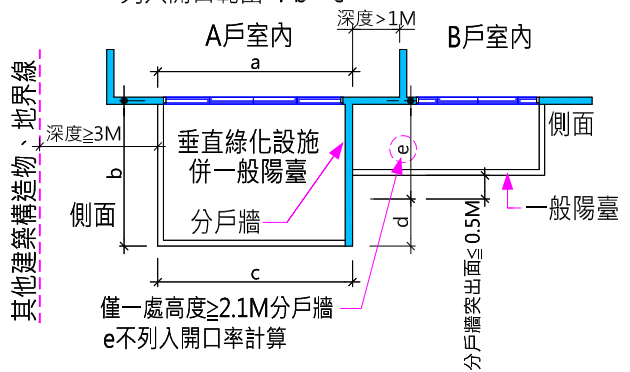 深度>1M
A戶室內
B戶室內
a
其他建築構造物、地界線
深度≧3M
垂直綠化設施
併一般陽臺
b
側面
分戶牆
e
側面
d
一般陽臺
c
分戶牆突出面≦0.5M
僅一處高度≧2.1M分戶牆
e不列入開口率計算